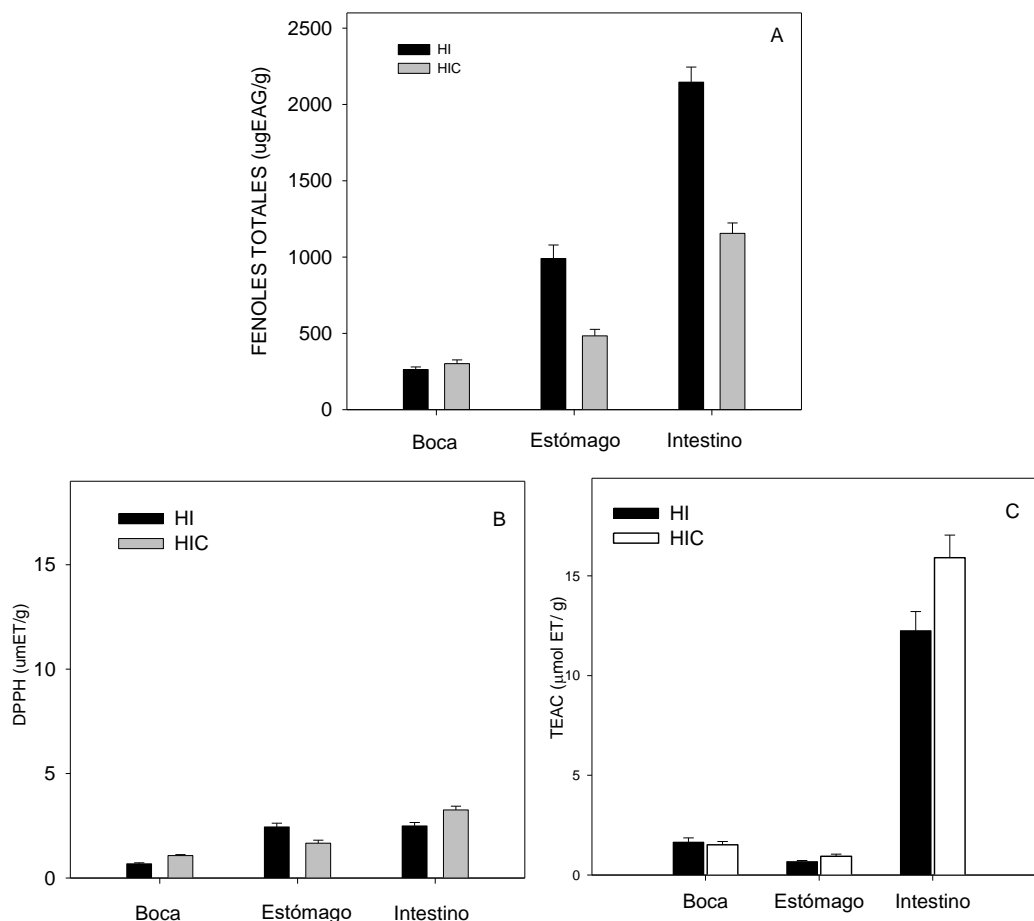 A
HI
HIC
FENOLES TOTALES (ugEAG/g)
2500
2000
1500
1000
500
0
Boca Estómago Intestino
B
HI
HIC
DPPH (umET/g)
15
10
5
0
Boca Estómago Intestino
C
HI
HIC
TEAC (μmol ET/ g)
15
10
5
0
Boca Estómago Intestino